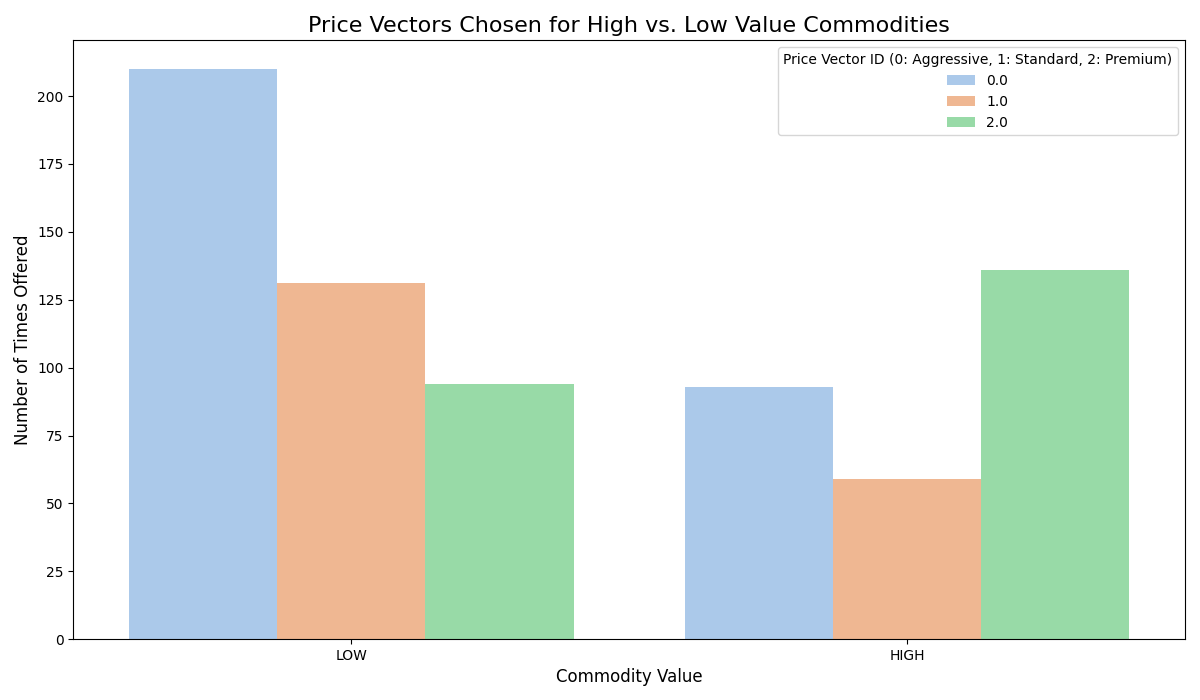 Price Vectors Chosen for High vs. Low Value Commodities
Price Vector ID (0: Aggressive, 1: Standard, 2: Premium)
0.0
1.0
2.0
Number of Times Offered
200
175
150
125
100
75
50
25
0
LOW
HIGH
Commodity Value